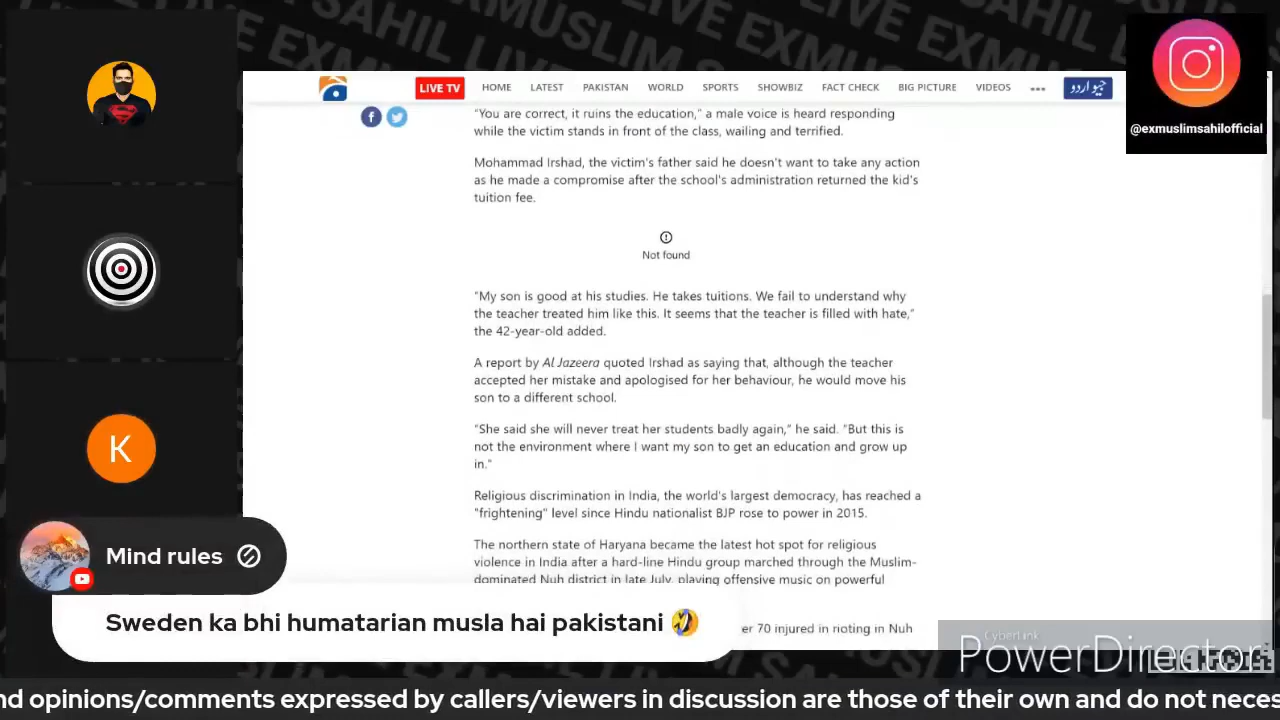 LIVE EXMUSLIM SAHIL LIVE EXMUSLIM
@exmuslimsahilofficial
LIVE TV HOME LATEST PAKISTAN WORLD SPORTS SHOWBIZ FACT CHECK BIG PICTURE VIDEOS ••• جیو اردو
“You are correct, it ruins the education,” a male voice is heard responding
while the victim stands in front of the class, wailing and terrified.
Mohammad Irshad, the victim's father said he doesn't want to take any action
as he made a compromise after the school's administration returned the kid's
tuition fee.
Not found
“My son is good at his studies. He takes tuitions. We fail to understand why
the teacher treated him like this. It seems that the teacher is filled with hate,”
the 42-year-old added.
A report by Al Jazeera quoted Irshad as saying that, although the teacher
accepted her mistake and apologised for her behaviour, he would move his
son to a different school.
“She said she will never treat her students badly again,” he said. “But this is
not the environment where I want my son to get an education and grow up
in.”
Religious discrimination in India, the world's largest democracy, has reached a
"frightening" level since Hindu nationalist BJP rose to power in 2015.
The northern state of Haryana became the latest hot spot for religious
violence in India after a hard-line Hindu group marched through the Muslim-
dominated Nuh district in late July, playing offensive music on powerful
er 70 injured in rioting in Nuh
K
Mind rules
Sweden ka bhi humatarian musla hai pakistani 🤣
CyberLink
PowerDirector
nd opinions/comments expressed by callers/viewers in discussion are those of their own and do not neces